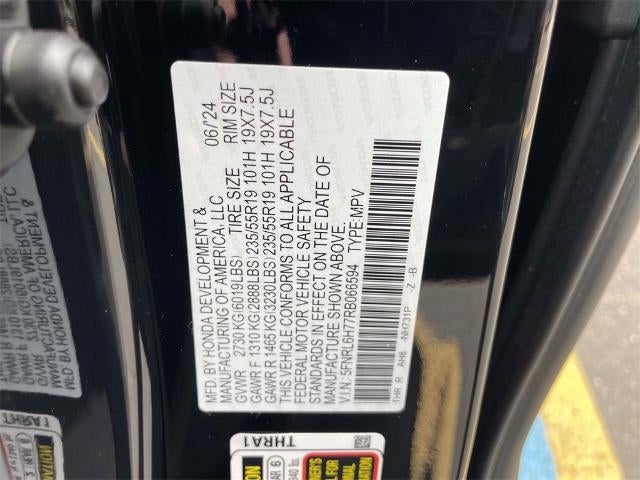 MFD. BY HONDA DEVELOPMENT & 06/'24
MANUFACTURING OF AMERICA, LLC
GVWR 2730 KG(6019LBS) TIRE SIZE RIM SIZE
GAWR F 1310 KG(2888LBS) 235/55R19 101H 19X7.5J
GAWR R 1465 KG(3230LBS) 235/55R19 101H 19X7.5J
THIS VEHICLE CONFORMS TO ALL APPLICABLE
FEDERAL MOTOR VEHICLE SAFETY
STANDARDS IN EFFECT ON THE DATE OF
MANUFACTURE SHOWN ABOVE.
V.I.N.:5FNRL6H77RB066594 TYPE:MPV
THR R AH8 -NH731P -Z -B
THRA1